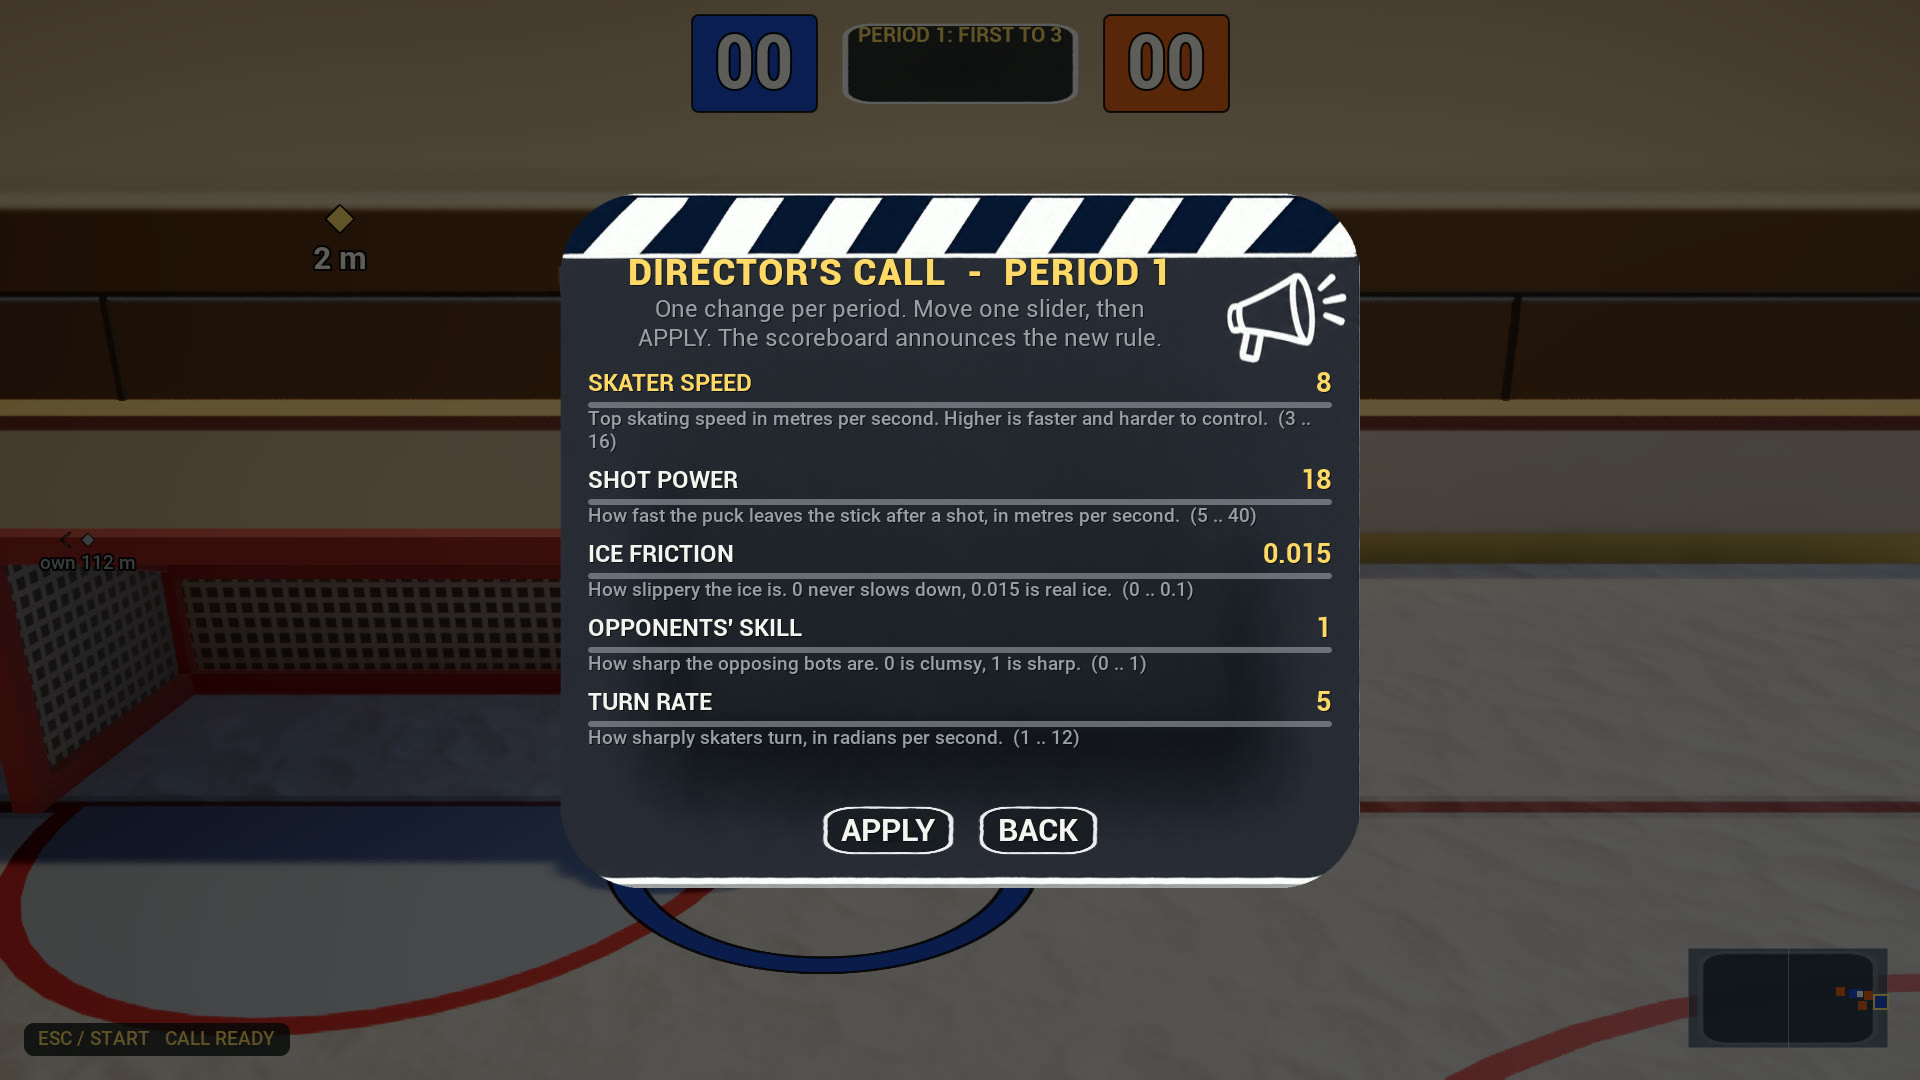 00
PERIOD 1: FIRST TO 3
00
2 m
DIRECTOR'S CALL - PERIOD 1
One change per period. Move one slider, then
APPLY. The scoreboard announces the new rule.
SKATER SPEED 8
Top skating speed in metres per second. Higher is faster and harder to control. (3 ..
16)
SHOT POWER 18
How fast the puck leaves the stick after a shot, in metres per second. (5 .. 40)
ICE FRICTION 0.015
How slippery the ice is. 0 never slows down, 0.015 is real ice. (0 .. 0.1)
OPPONENTS' SKILL 1
How sharp the opposing bots are. 0 is clumsy, 1 is sharp. (0 .. 1)
TURN RATE 5
How sharply skaters turn, in radians per second. (1 .. 12)
APPLY BACK
own 112 m
ESC / START CALL READY